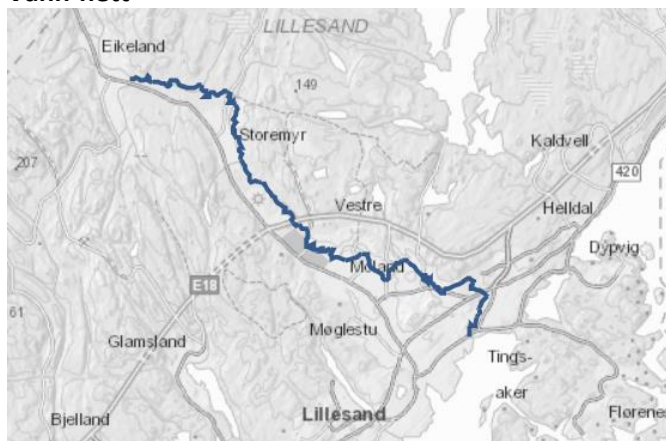 LILLESAND
Eikeland
149
Storemyr
Kaldvell
207
420
Vestre
Helldal
Dypvig
Moland
E18
61
Møglestu
Glamsland
Tings-
aker
Lillesand
Bjelland